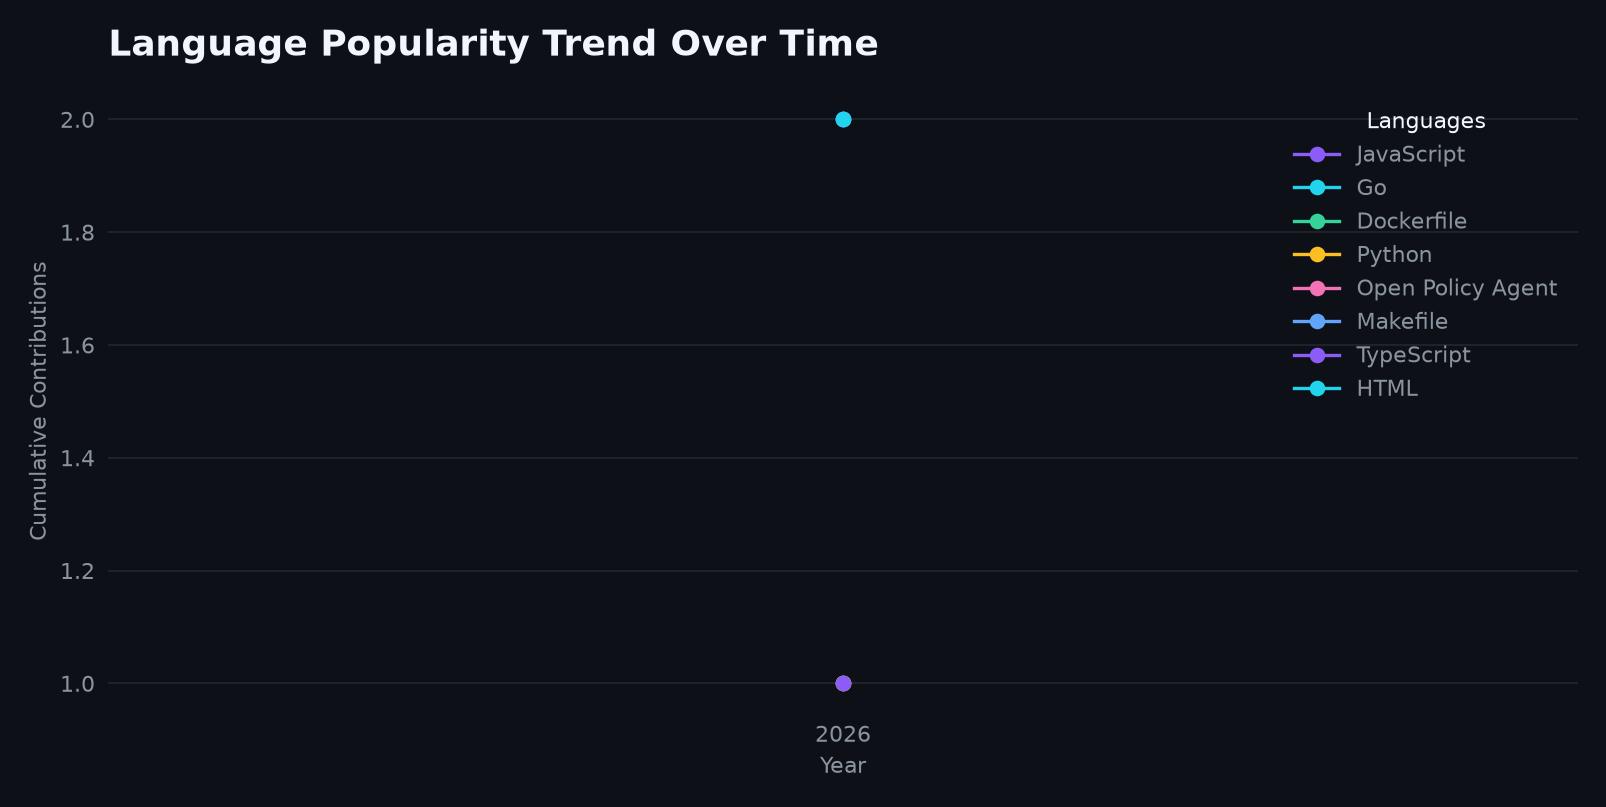 Language Popularity Trend Over Time
Cumulative Contributions
2.0
1.8
1.6
1.4
1.2
1.0
2026
Year
Languages
JavaScript
Go
Dockerfile
Python
Open Policy Agent
Makefile
TypeScript
HTML